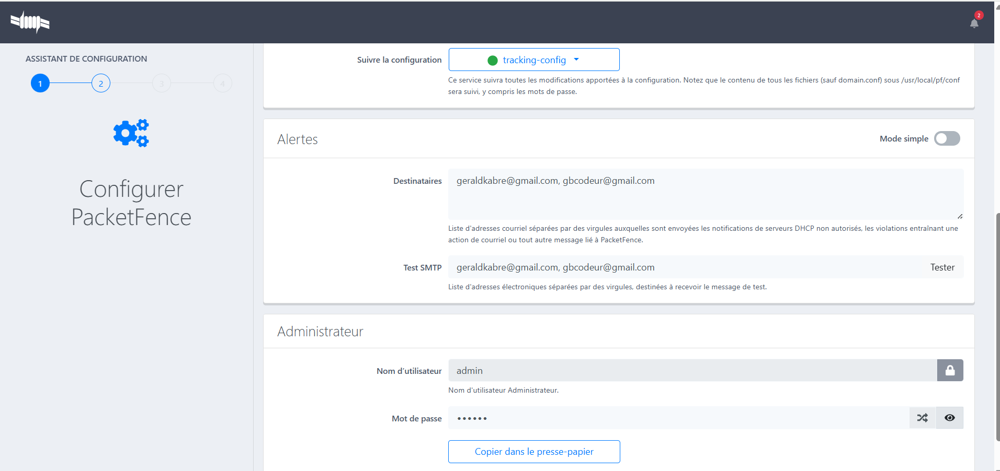 2
ASSISTANT DE CONFIGURATION
1 2 3 4
Configurer
PacketFence
Suivre la configuration
tracking-config
Ce service suivra toutes les modifications apportées à la configuration. Notez que le contenu de tous les fichiers (sauf domain.conf) sous /usr/local/pf/conf
sera suivi, y compris les mots de passe.
Alertes
Mode simple
Destinataires
geraldkabre@gmail.com, gbcodeur@gmail.com
Liste d'adresses courriel séparées par des virgules auxquelles sont envoyées les notifications de serveurs DHCP non autorisés, les violations entraînant une
action de courriel ou tout autre message lié à PacketFence.
Test SMTP
geraldkabre@gmail.com, gbcodeur@gmail.com
Tester
Liste d'adresses électroniques séparées par des virgules, destinées à recevoir le message de test.
Administrateur
Nom d’utilisateur
admin
Nom d'utilisateur Administrateur.
Mot de passe
••••••
Copier dans le presse-papier